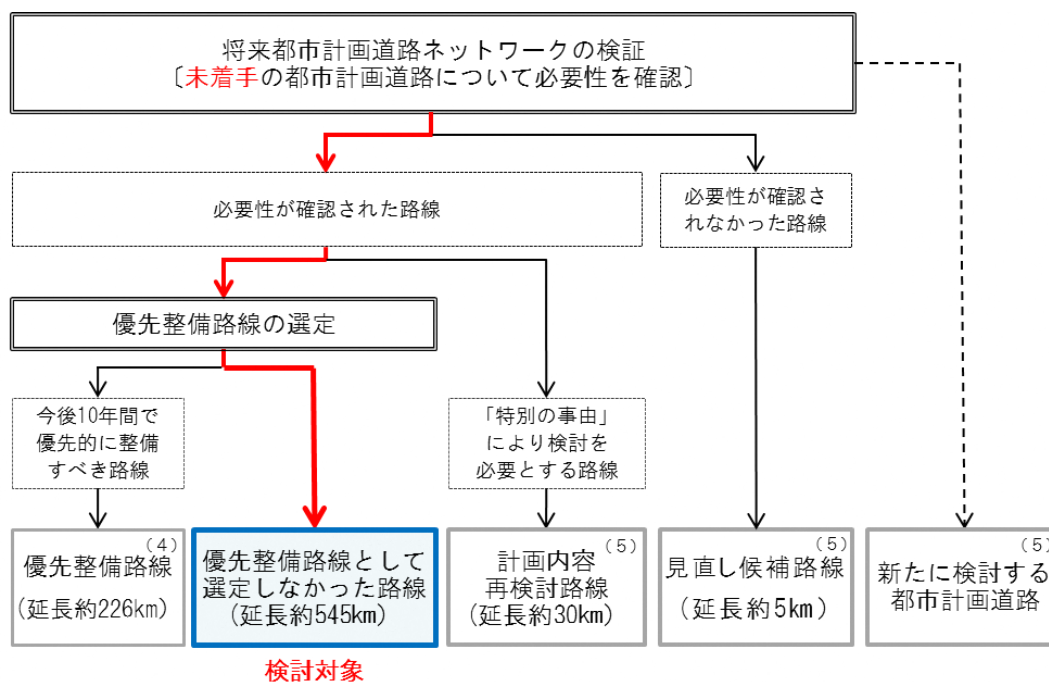 将来都市計画道路ネットワークの検証
〔未着手の都市計画道路について必要性を確認〕
必要性が確認された路線
必要性が確認さ
れなかった路線
優先整備路線の選定
今後10年間で
優先的に整備
すべき路線
「特別の事由」
により検討を
必要とする路線
(4)
優先整備路線
(延長約226km)
優先整備路線として
選定しなかった路線
(延長約545km)
(5)
計画内容
再検討路線
(延長約30km)
(5)
見直し候補路線
(延長約5km)
(5)
新たに検討する
都市計画道路
検討対象